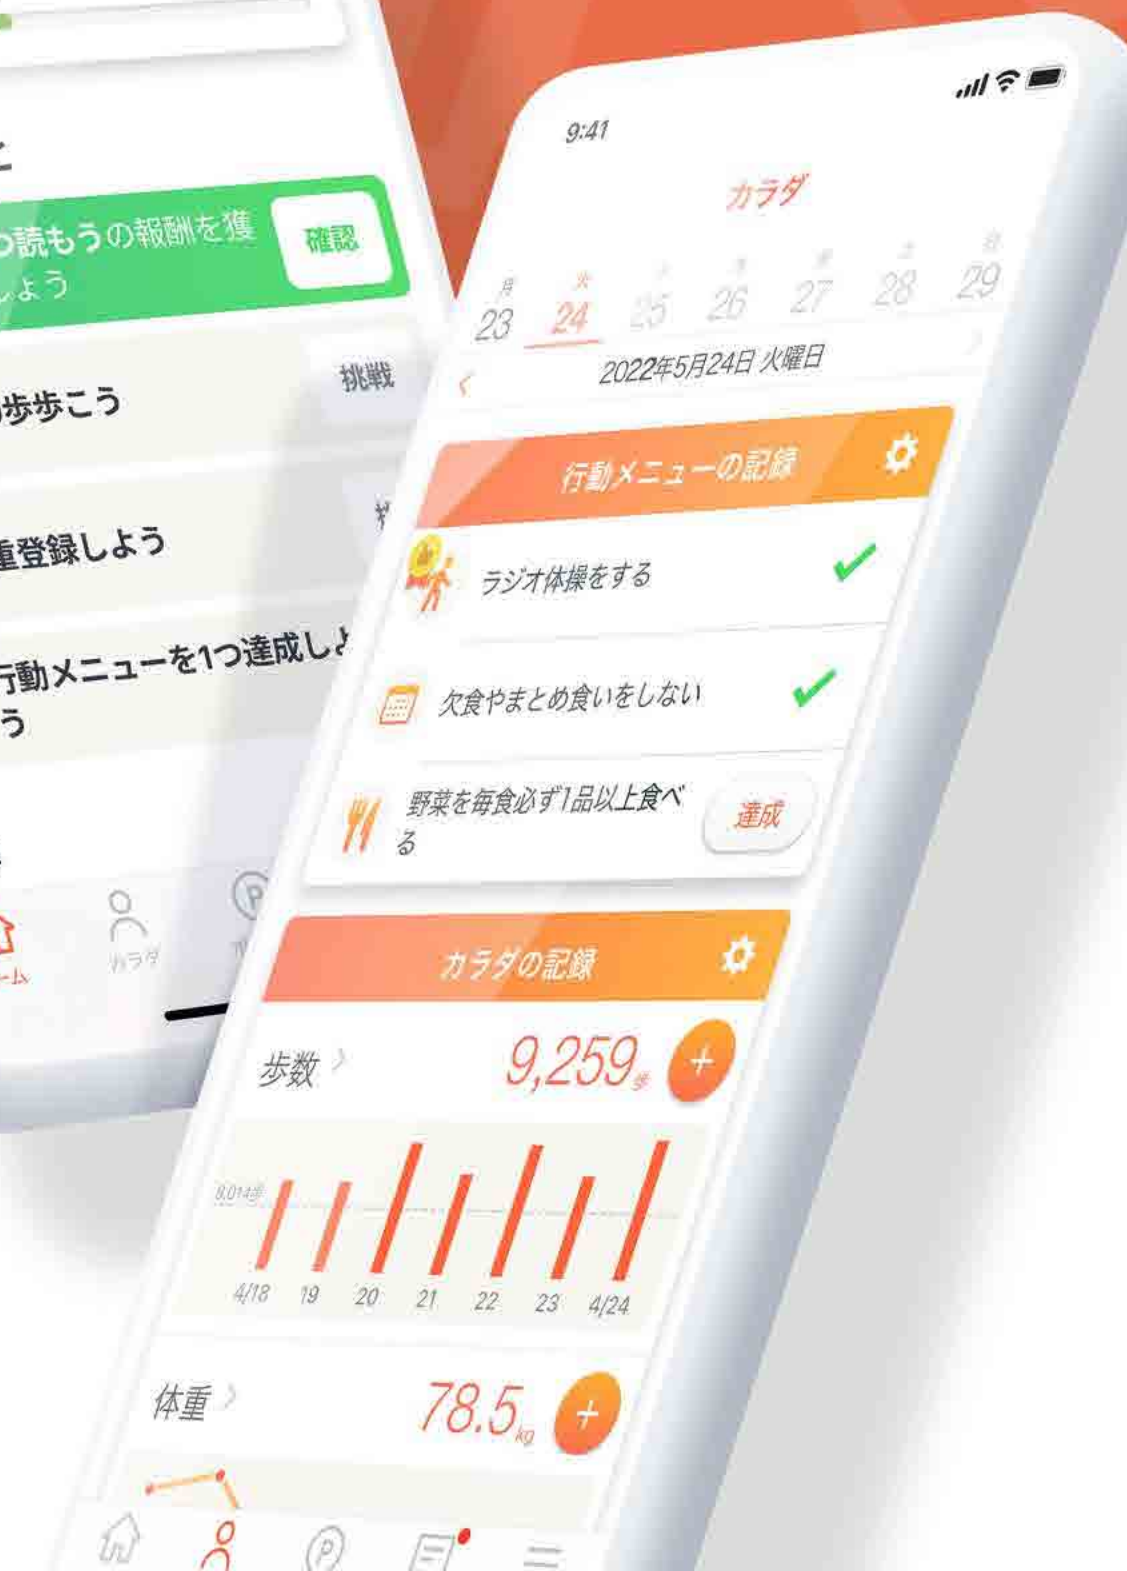 つ読もうの報酬を獲
しよう
確認
歩歩こう
挑戦
重登録しよう
行動メニューを1つ達成しよ
う
カラダ
9:41
カラダ
月 火
23 24 25 26 27 28 29
2022年5月24日 火曜日
行動メニューの記録
ラジオ体操をする
欠食やまとめ食いをしない
野菜を毎食必ず1品以上食べ
る
達成
カラダの記録
歩数
9,259歩
8,014歩
4/18 19 20 21 22 23 4/24
体重
78.5kg